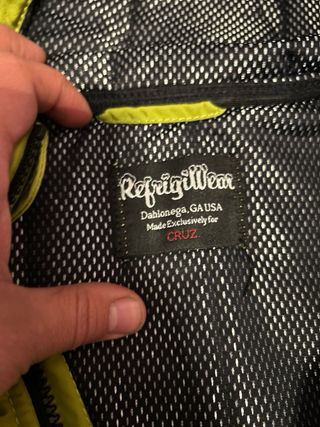 RefrigiWear
Dahlonega, GA USA
Made Exclusively for
CRUZ